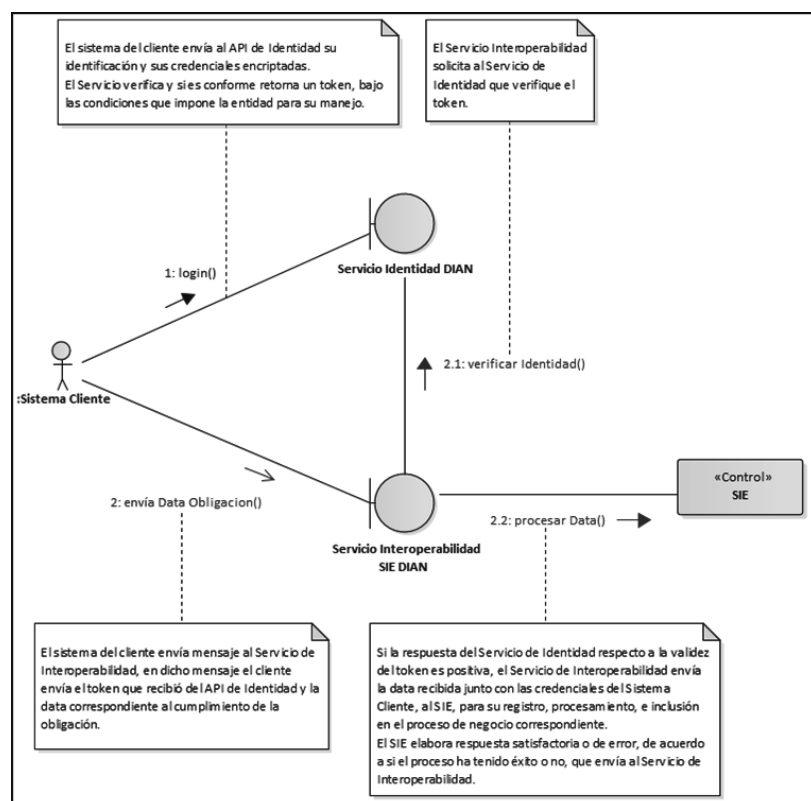 El sistema del cliente envía al API de Identidad su
identificación y sus credenciales encriptadas.
El Servicio verifica y si es conforme retorna un token, bajo
las condiciones que impone la entidad para su manejo.
El Servicio Interoperabilidad
solicita al Servicio de
Identidad que verifique el
token.
1: login()
Servicio Identidad DIAN
2.1: verificar Identidad()
:Sistema Cliente
2: envía Data Obligacion()
«Control»
SIE
2.2: procesar Data()
Servicio Interoperabilidad
SIE DIAN
El sistema del cliente envía mensaje al Servicio de
Interoperabilidad, en dicho mensaje el cliente
envía el token que recibió del API de Identidad y la
data correspondiente al cumplimiento de la
obligación.
Si la respuesta del Servicio de Identidad respecto a la validez
del token es positiva, el Servicio de Interoperabilidad envía
la data recibida junto con las credenciales del Sistema
Cliente, al SIE, para su registro, procesamiento, e inclusión
en el proceso de negocio correspondiente.
El SIE elabora respuesta satisfactoria o de error, de acuerdo
a si el proceso ha tenido éxito o no, que envía al Servicio de
Interoperabilidad.